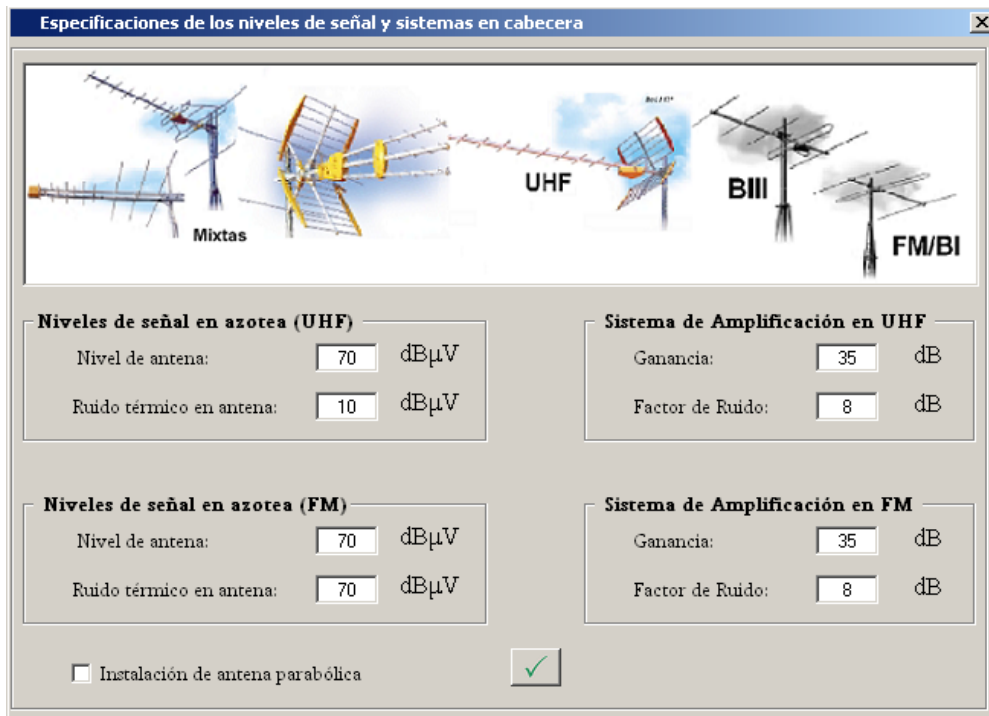 Especificaciones de los niveles de señal y sistemas en cabecera
UHF
BIII
Mixtas
FM/BI
Niveles de señal en azotea (UHF)
Nivel de antena: 70 dBµV
Ruido térmico en antena: 10 dBµV
Sistema de Amplificación en UHF
Ganancia: 35 dB
Factor de Ruido: 8 dB
Niveles de señal en azotea (FM)
Nivel de antena: 70 dBµV
Ruido térmico en antena: 70 dBµV
Sistema de Amplificación en FM
Ganancia: 35 dB
Factor de Ruido: 8 dB
Instalación de antena parabólica